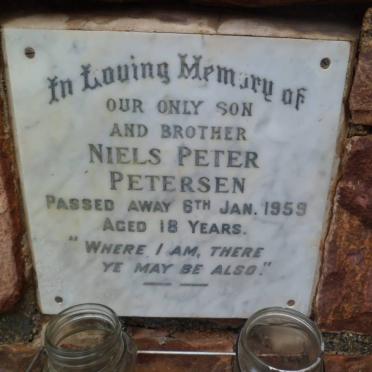 In Loving Memory of
OUR ONLY SON
AND BROTHER
NIELS PETER
PETERSEN
PASSED AWAY 6TH JAN. 1959
AGED 18 YEARS.
"WHERE I AM, THERE
YE MAY BE ALSO."